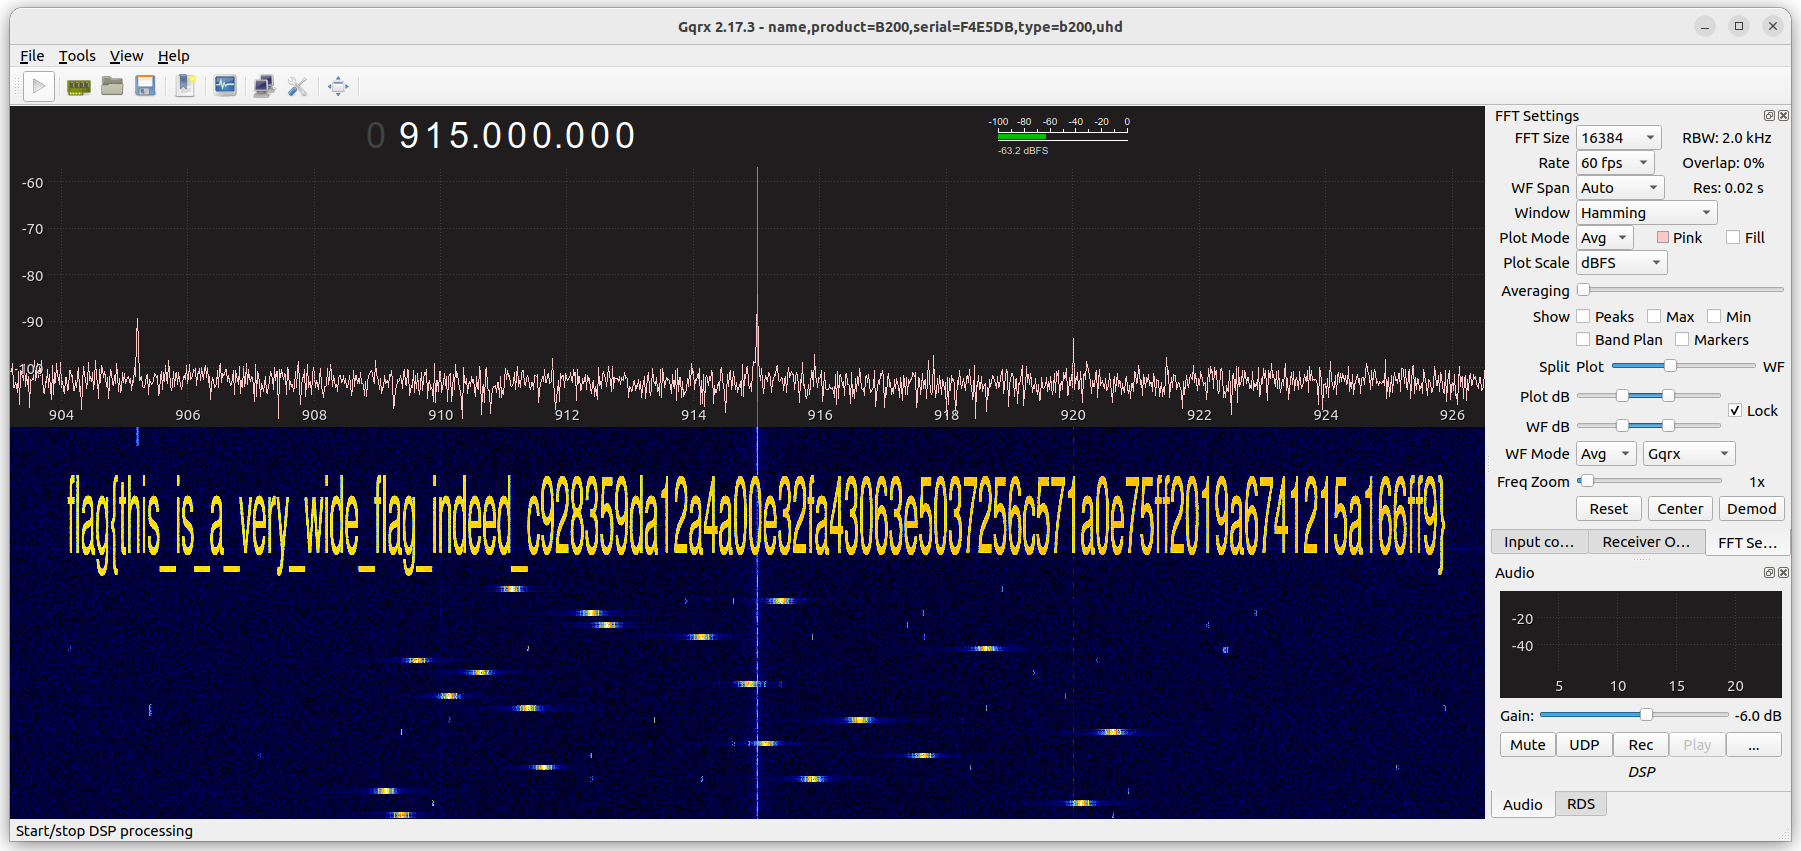 Gqrx 2.17.3 - name,product=B200,serial=F4E5DB,type=b200,uhd
File Tools View Help
0 915.000.000
-100 -80 -60 -40 -20 0
-63.2 dBFS
-60
-70
-80
-90
-100
904 906 908 910 912 914 916 918 920 922 924 926
flag{this_is_a_very_wide_flag_indeed_c928359da12a4a00e32fa43063e5037256c571a0e75ff2019a6741215a166ff9}
FFT Settings
FFT Size 16384 RBW: 2.0 kHz
Rate 60 fps Overlap: 0%
WF Span Auto Res: 0.02 s
Window Hamming
Plot Mode Avg Pink Fill
Plot Scale dBFS
Averaging
Show Peaks Max Min
Band Plan Markers
Split Plot WF
Plot dB
Lock
WF dB
WF Mode Avg Gqrx
Freq Zoom 1x
Reset Center Demod
Input co... Receiver O... FFT Se...
Audio
-20
-40
5 10 15 20
Gain: -6.0 dB
Mute UDP Rec Play ...
DSP
Audio RDS
Start/stop DSP processing